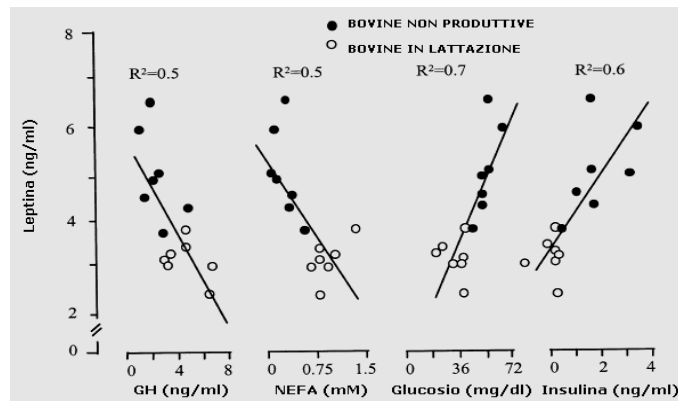 8
BOVINE NON PRODUTTIVE
BOVINE IN LATTAZIONE
R²=0.5
R²=0.5
R²=0.7
R²=0.6
6
4
2
0
Leptina (ng/ml)
0 4 8
0 0.75 1.5
0 36 72
0 2 4
GH (ng/ml)
NEFA (mM)
Glucosio (mg/dl)
Insulina (ng/ml)